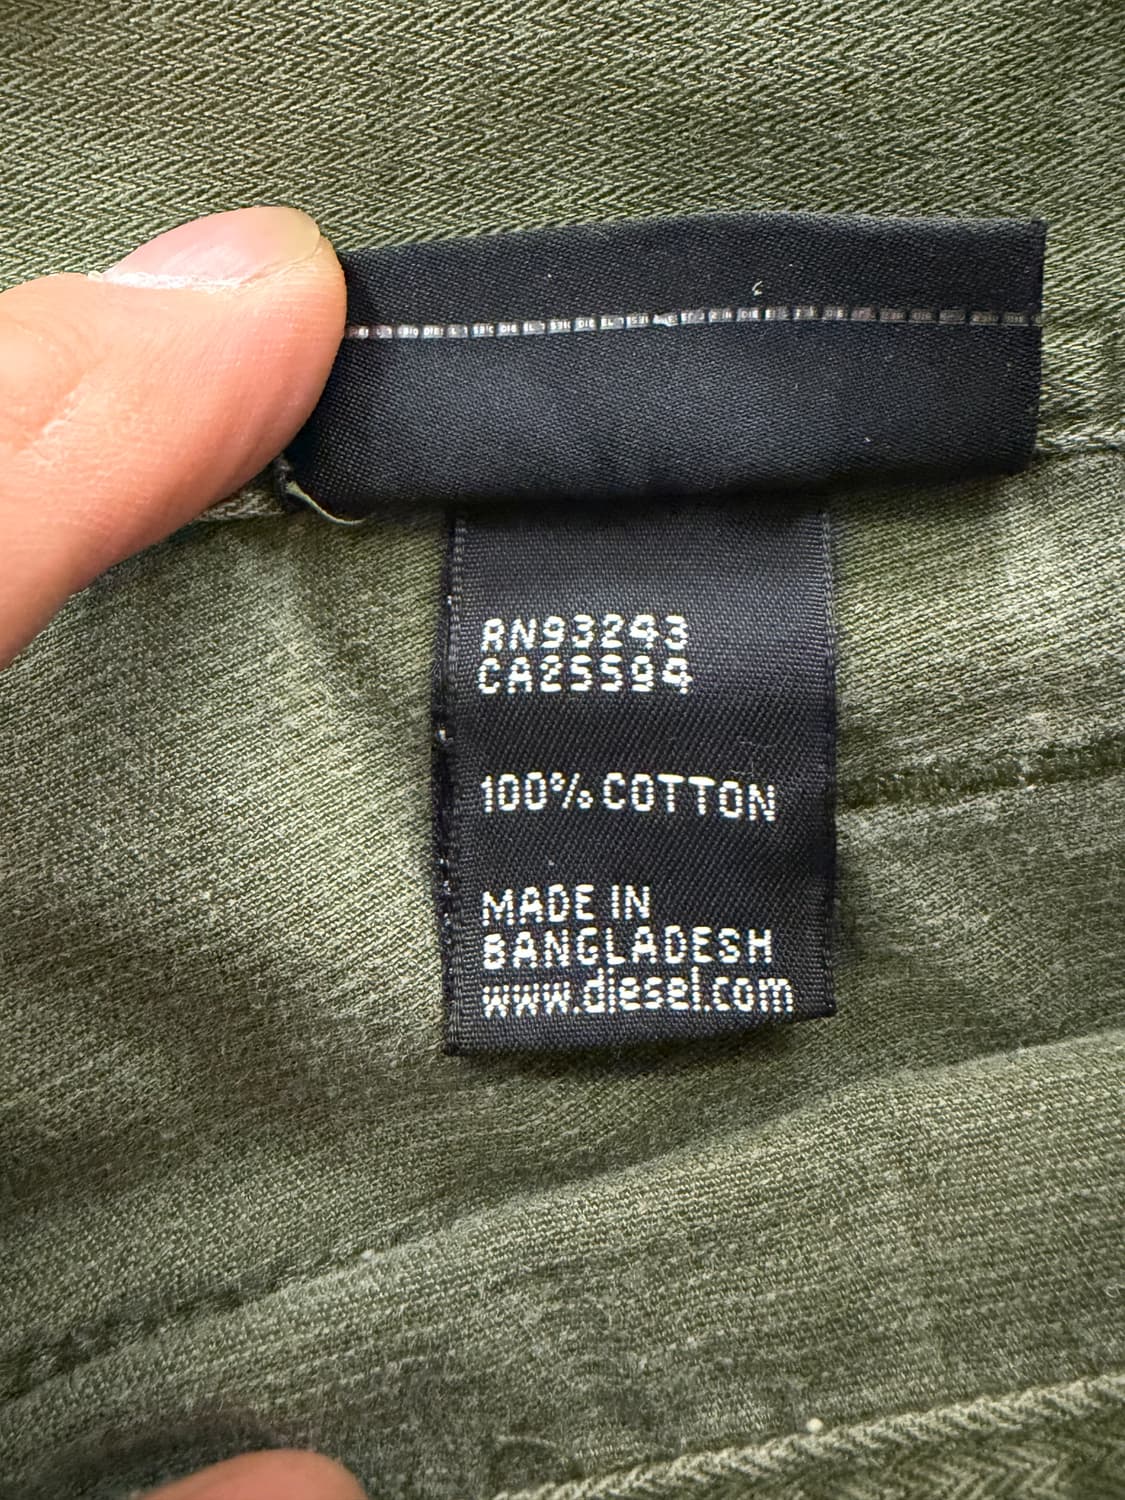 RN93243
CA25594
100% COTTON
MADE IN
BANGLADESH
www.diesel.com